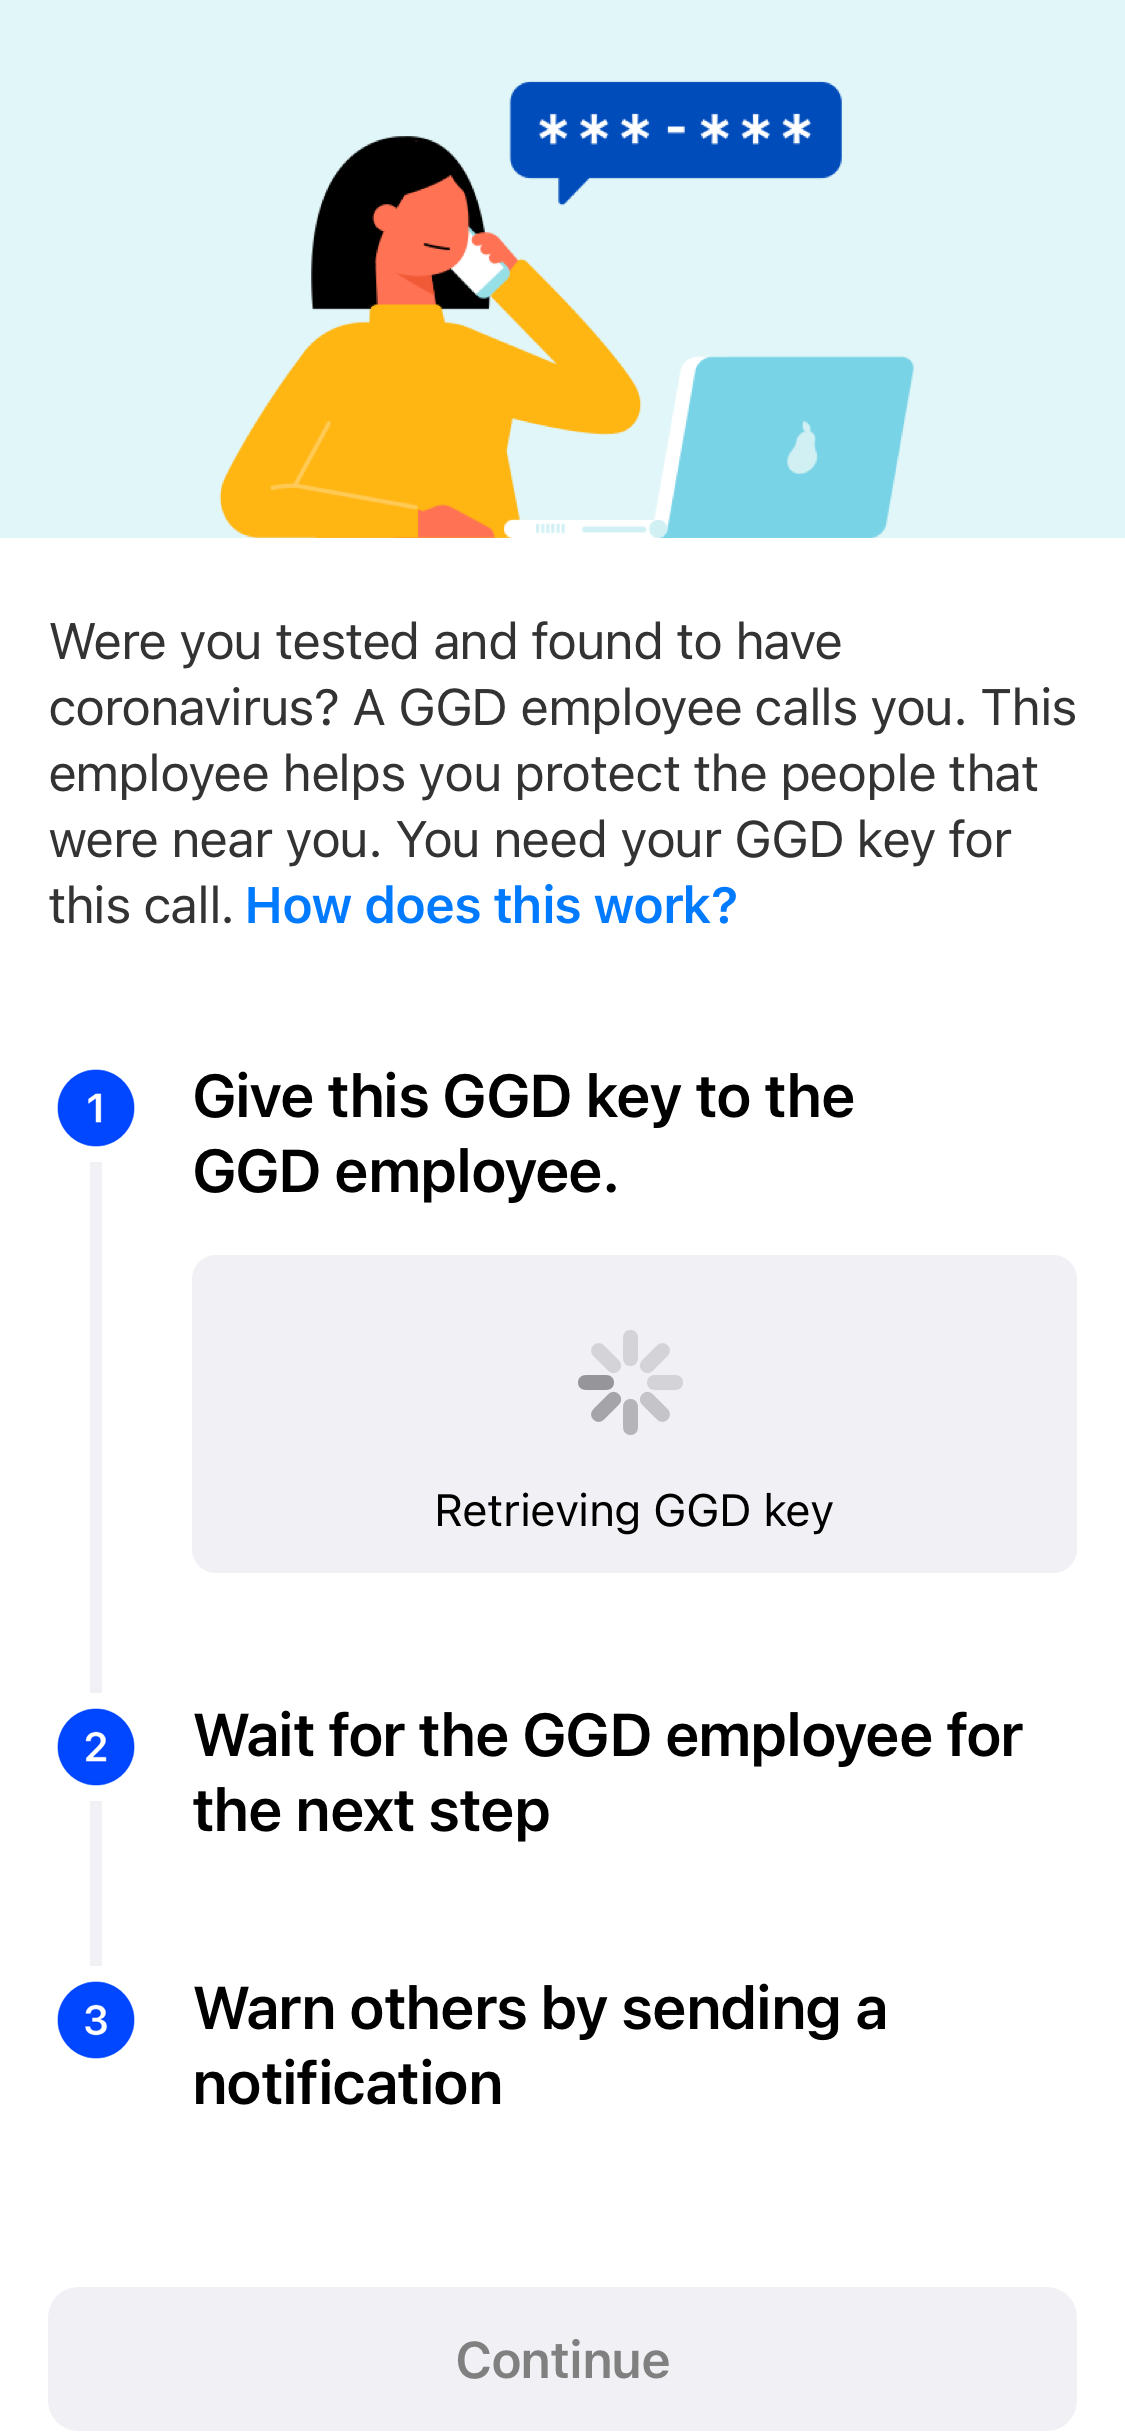 ***-***
Were you tested and found to have
coronavirus? A GGD employee calls you. This
employee helps you protect the people that
were near you. You need your GGD key for
this call. How does this work?
1
Give this GGD key to the
GGD employee.
Retrieving GGD key
2
Wait for the GGD employee for
the next step
3
Warn others by sending a
notification
Continue